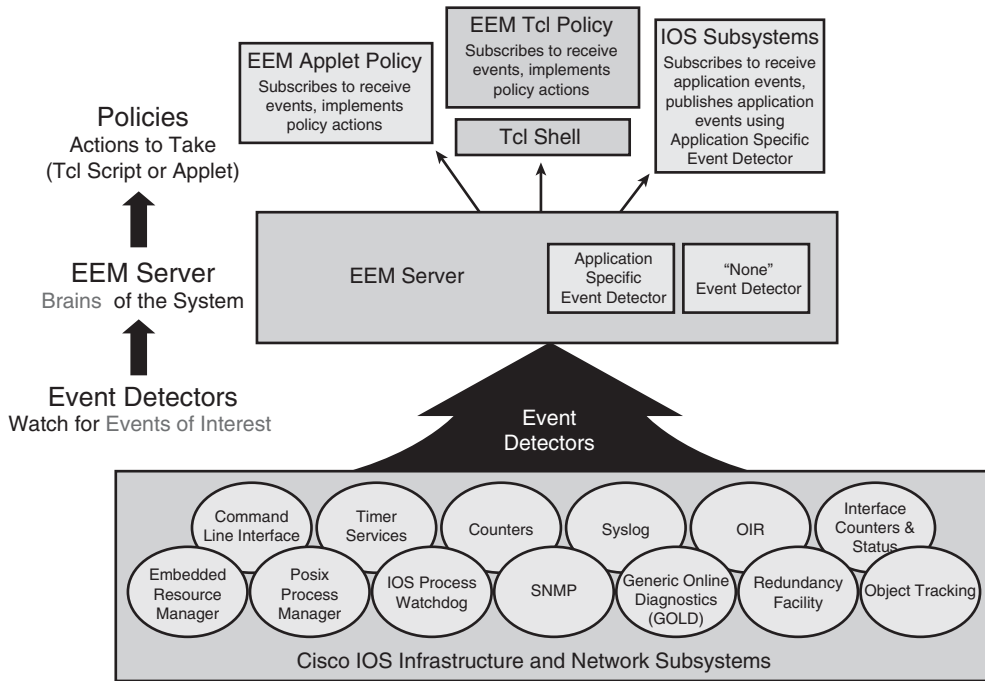 EEM Applet Policy
Subscribes to receive
events, implements
policy actions
EEM Tcl Policy
Subscribes to receive
events, implements
policy actions
Tcl Shell
IOS Subsystems
Subscribes to receive
application events,
publishes application
events using
Application Specific
Event Detector
Policies
Actions to Take
(Tcl Script or Applet)
EEM Server
Brains of the System
Event Detectors
Watch for Events of Interest
EEM Server
Application
Specific
Event Detector
“None”
Event Detector
Event
Detectors
Command
Line Interface
Timer
Services
Counters
Syslog
OIR
Interface
Counters &
Status
Embedded
Resource
Manager
Posix
Process
Manager
IOS Process
Watchdog
SNMP
Generic Online
Diagnostics
(GOLD)
Redundancy
Facility
Object Tracking
Cisco IOS Infrastructure and Network Subsystems